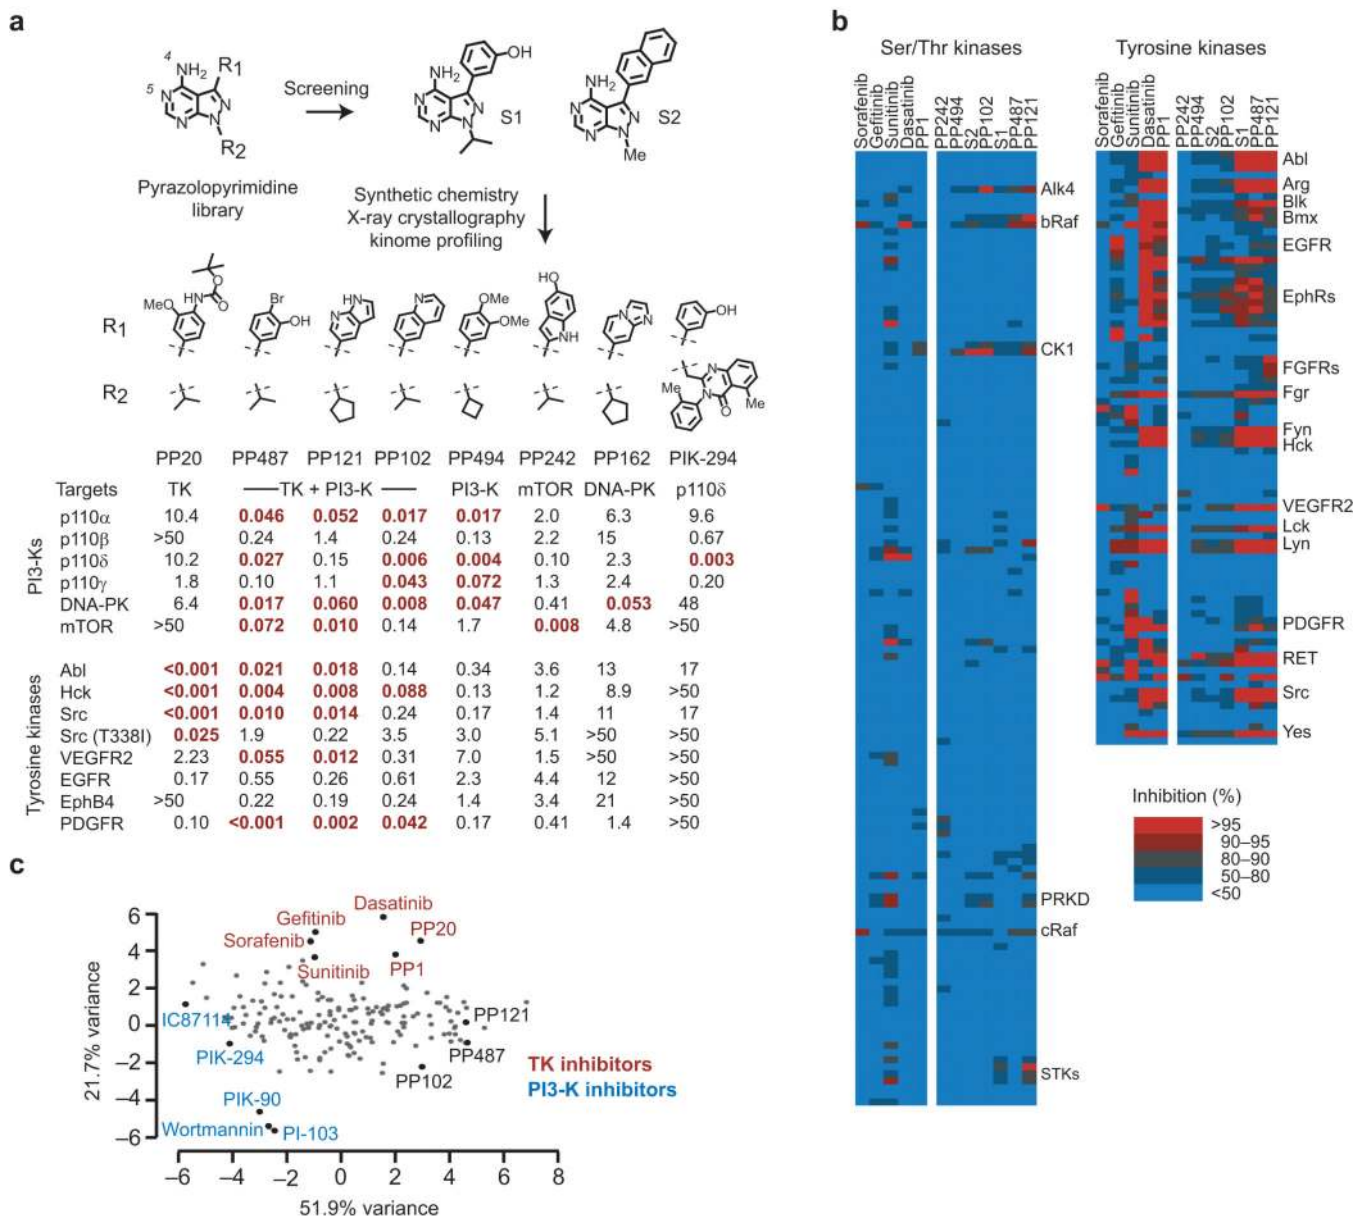 a
4
NH2
R1
5
N
N
N
N
R2
Pyrazolopyrimidine
library
Screening
OH
NH2
N
N
N
N
S1
NH2
N
N
N
N
Me
S2
Synthetic chemistry
X-ray crystallography
kinome profiling
R1
MeO
NH
O
O
Br
OH
HN
N
N
OMe
OMe
HO
NH
N
N
OH
R2
Me
N
N
O
Me
PP20 PP487 PP121 PP102 PP494 PP242 PP162 PIK-294
Targets TK TK + PI3-K PI3-K mTOR DNA-PK p110δ
PI3-Ks
p110α 10.4 0.046 0.052 0.017 0.017 2.0 6.3 9.6
p110β >50 0.24 1.4 0.24 0.13 2.2 15 0.67
p110δ 10.2 0.027 0.15 0.006 0.004 0.10 2.3 0.003
p110γ 1.8 0.10 1.1 0.043 0.072 1.3 2.4 0.20
DNA-PK 6.4 0.017 0.060 0.008 0.047 0.41 0.053 48
mTOR >50 0.072 0.010 0.14 1.7 0.008 4.8 >50
Tyrosine kinases
Abl <0.001 0.021 0.018 0.14 0.34 3.6 13 17
Hck <0.001 0.004 0.008 0.088 0.13 1.2 8.9 >50
Src <0.001 0.010 0.014 0.24 0.17 1.4 11 17
Src (T338I) 0.025 1.9 0.22 3.5 3.0 5.1 >50 >50
VEGFR2 2.23 0.055 0.012 0.31 7.0 1.5 >50 >50
EGFR 0.17 0.55 0.26 0.61 2.3 4.4 12 >50
EphB4 >50 0.22 0.19 0.24 1.4 3.4 21 >50
PDGFR 0.10 <0.001 0.002 0.042 0.17 0.41 1.4 >50
b
Ser/Thr kinases
Sorafenib
Gefitinib
Sunitinib
Dasatinib
PP1
PP242
PP494
S2
PP102
S1
PP487
PP121
Alk4
bRaf
CK1
PRKD
cRaf
STKs
Tyrosine kinases
Sorafenib
Gefitinib
Sunitinib
Dasatinib
PP1
PP242
PP494
S2
PP102
S1
PP487
PP121
Abl
Arg
Blk
Bmx
EGFR
EphRs
FGFRs
Fgr
Fyn
Hck
VEGFR2
Lck
Lyn
PDGFR
RET
Src
Yes
Inhibition (%)
>95
90–95
80–90
50–80
<50
c
21.7% variance
6
4
2
0
−2
−4
−6
Dasatinib
Gefitinib
PP20
Sorafenib
Sunitinib
PP1
IC87114
PP121
PIK-294
PP487
PP102
PIK-90
Wortmannin
PI-103
TK inhibitors
PI3-K inhibitors
−6 −4 −2 0 2 4 6 8
51.9% variance